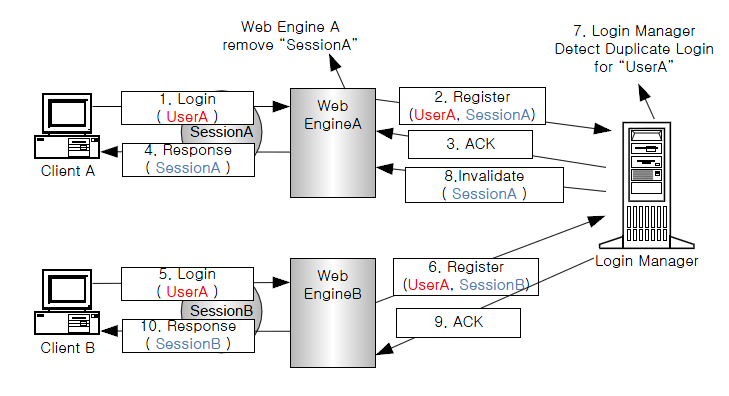 Web Engine A
remove “SessionA”
7. Login Manager
Detect Duplicate Login
for “UserA”
1. Login
( UserA )
SessionA
4. Response
( SessionA )
Client A
Web
EngineA
2. Register
(UserA, SessionA)
3. ACK
8.Invalidate
( SessionA )
Login Manager
5. Login
( UserA )
SessionB
10. Response
( SessionB )
Client B
Web
EngineB
6. Register
(UserA, SessionB)
9. ACK